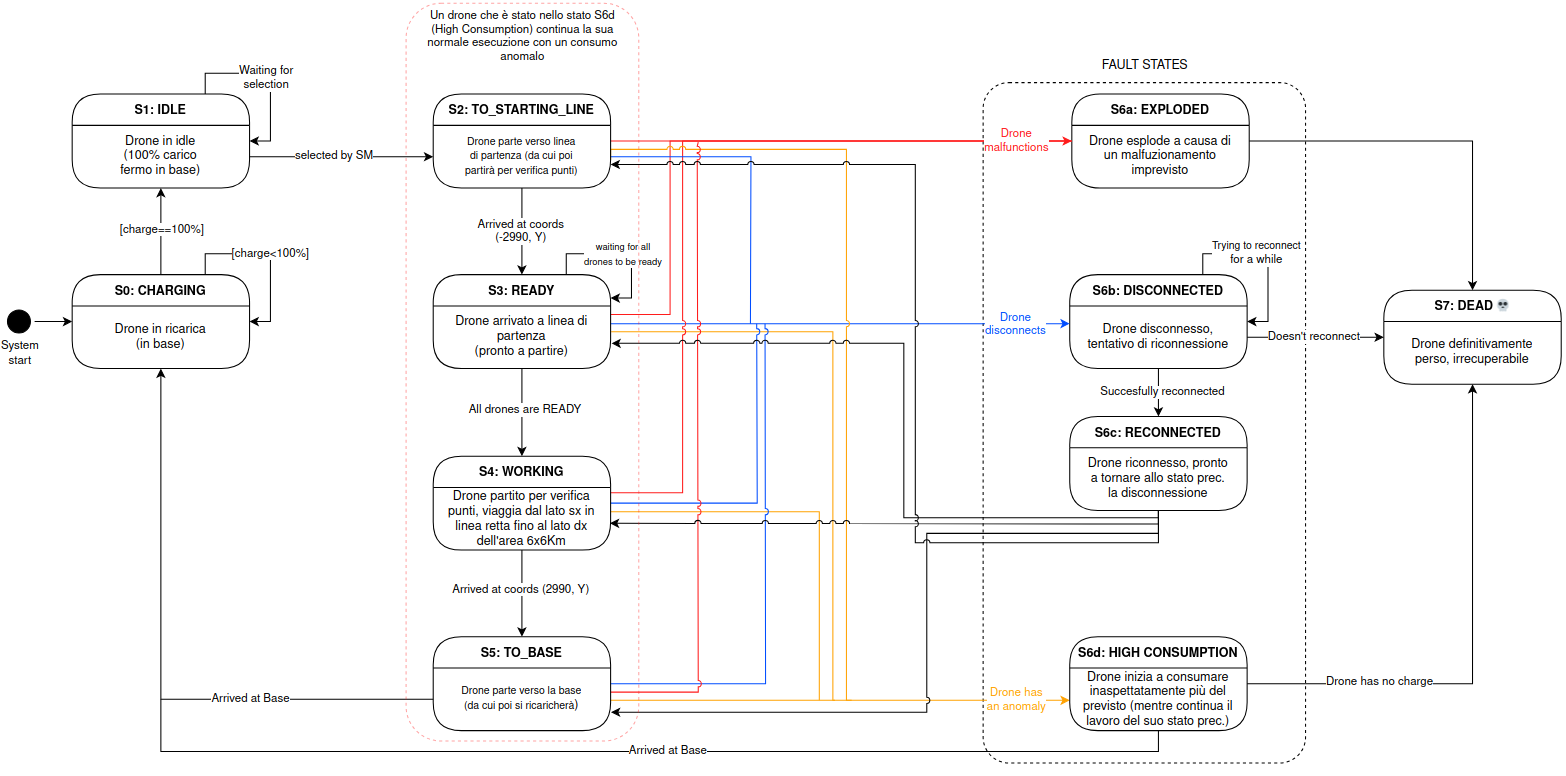 Un drone che è stato nello stato S6d
(High Consumption) continua la sua
normale esecuzione con un consumo
anomalo
FAULT STATES
Waiting for
selection
S1: IDLE
Drone in idle
(100% carico
fermo in base)
selected by SM
S2: TO_STARTING_LINE
Drone parte verso linea
di partenza (da cui poi
partirà per verifica punti)
Drone
malfunctions
S6a: EXPLODED
Drone esplode a causa di
un malfuzionamento
imprevisto
[charge==100%]
[charge<100%]
Arrived at coords
(-2990, Y)
waiting for all
drones to be ready
Trying to reconnect
for a while
System
start
S0: CHARGING
Drone in ricarica
(in base)
S3: READY
Drone arrivato a linea di
partenza
(pronto a partire)
Drone
disconnects
S6b: DISCONNECTED
Drone disconnesso,
tentativo di riconnessione
Doesn't reconnect
S7: DEAD 💀
Drone definitivamente
perso, irrecuperabile
All drones are READY
Succesfully reconnected
S6c: RECONNECTED
Drone riconnesso, pronto
a tornare allo stato prec.
la disconnessione
S4: WORKING
Drone partito per verifica
punti, viaggia dal lato sx in
linea retta fino al lato dx
dell'area 6x6Km
Arrived at coords (2990, Y)
S5: TO_BASE
Drone parte verso la base
(da cui poi si ricaricherà)
Arrived at Base
Drone has
an anomaly
S6d: HIGH CONSUMPTION
Drone inizia a consumare
inaspettatamente più del
previsto (mentre continua il
lavoro del suo stato prec.)
Drone has no charge
Arrived at Base